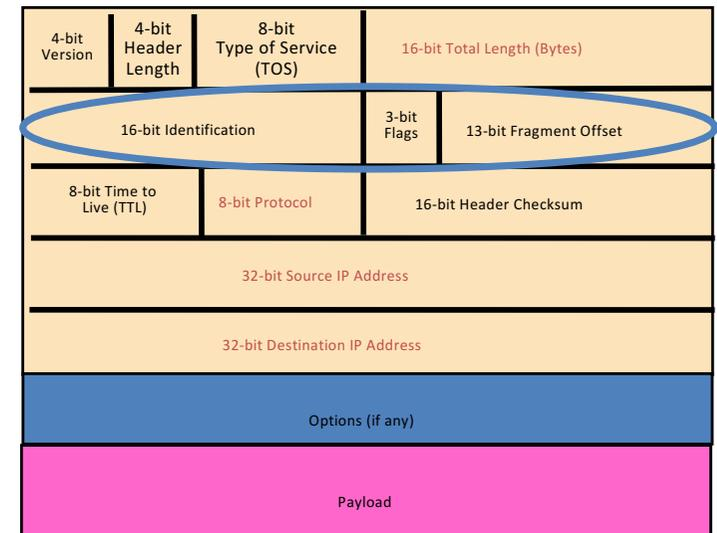 4-bit
Version
4-bit
Header
Length
8-bit
Type of Service
(TOS)
16-bit Total Length (Bytes)
16-bit Identification
3-bit
Flags
13-bit Fragment Offset
8-bit Time to
Live (TTL)
8-bit Protocol
16-bit Header Checksum
32-bit Source IP Address
32-bit Destination IP Address
Options (if any)
Payload